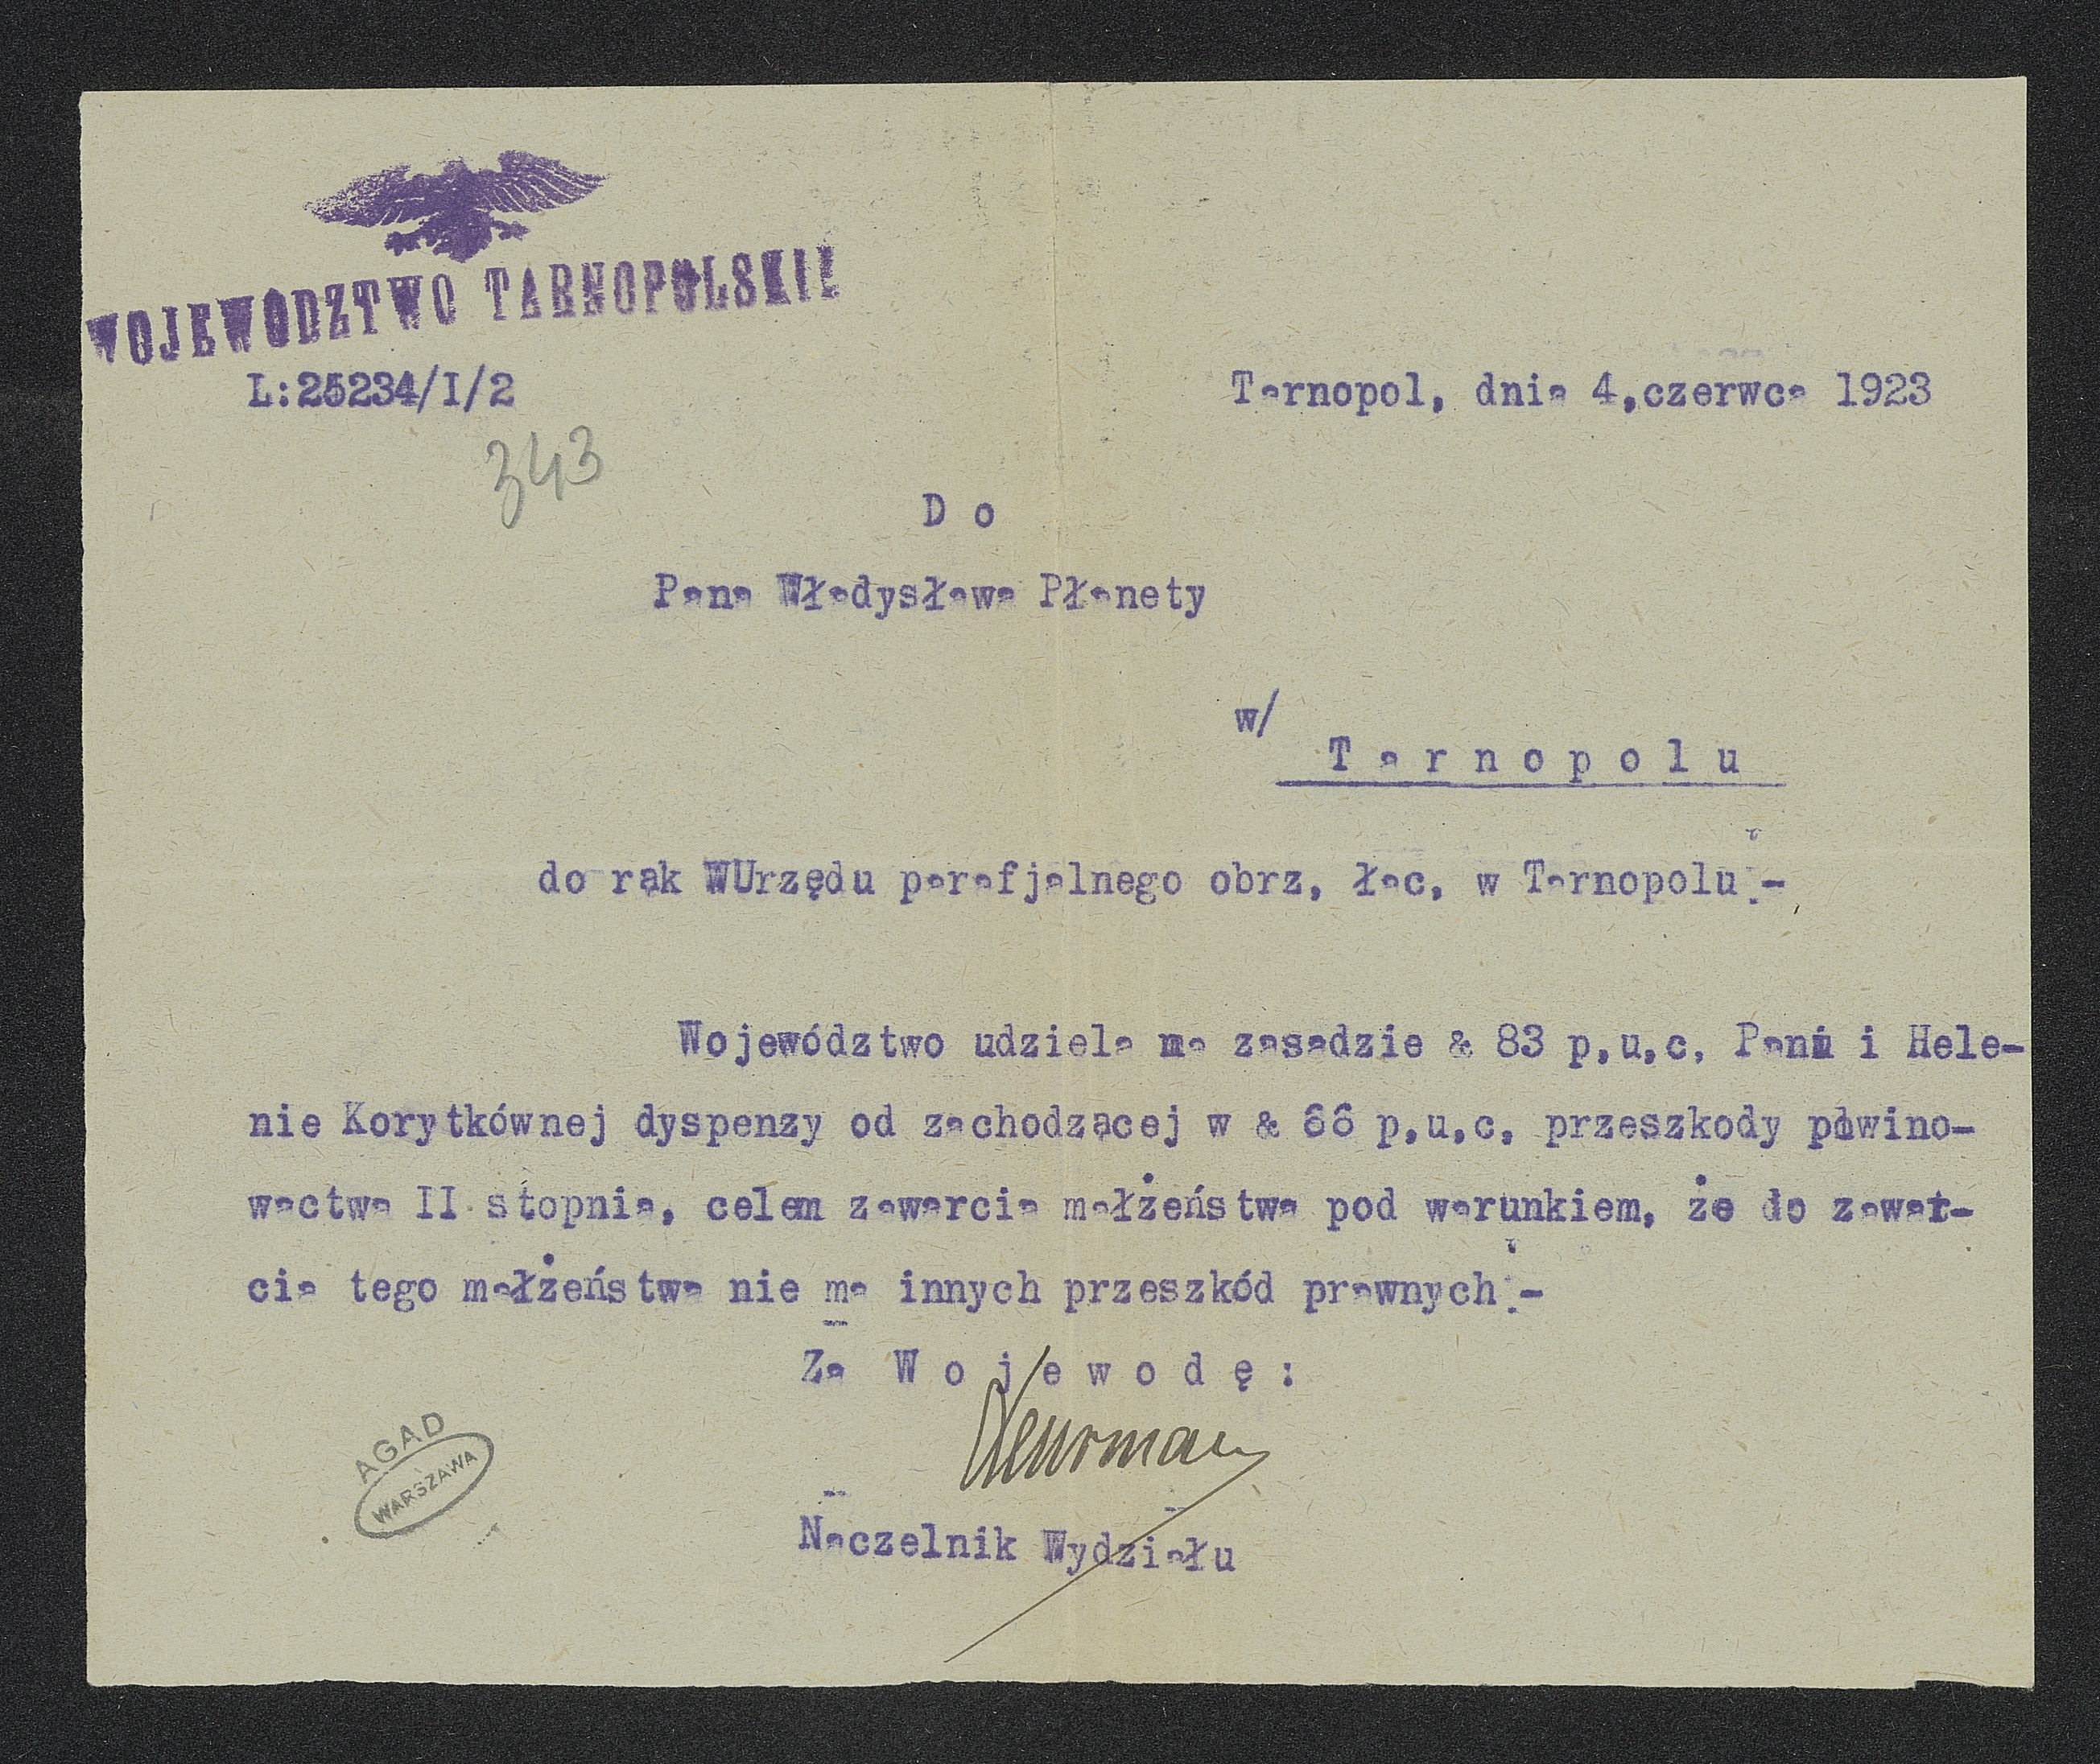 WOJEWÓDZTWO TARNOPOLSKIE
L:25234/I/2
Tarnopol, dnia 4,czerwca 1923
343
D o
Pana Władysława Płanety
w/
T a r n o p o l u
do rąk WUrzędu parafjalnego obrz, łac, w Tarnopolu.-
Województwo udziela na zasadzie & 83 p,u,c, Panu i Hele-
nie Korytkównej dyspenzy od zachodzącej w & 66 p,u,c, przeszkody powino-
wactwa II stopnia, celem zawarcia małżeństwa pod warunkiem, że do zawar-
cia tego małżeństwa nie ma innych przeszkód prawnych.-
Za W o j e w o d ę :
Naczelnik Wydziału
AGAD
WARSZAWA